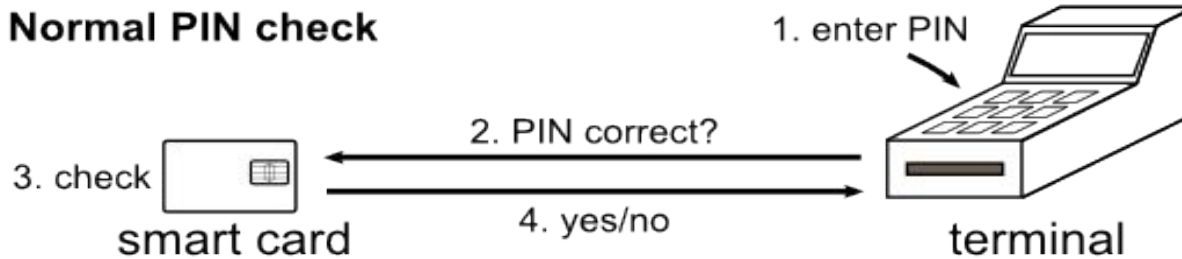 Normal PIN check
1. enter PIN
2. PIN correct?
3. check
4. yes/no
smart card
terminal